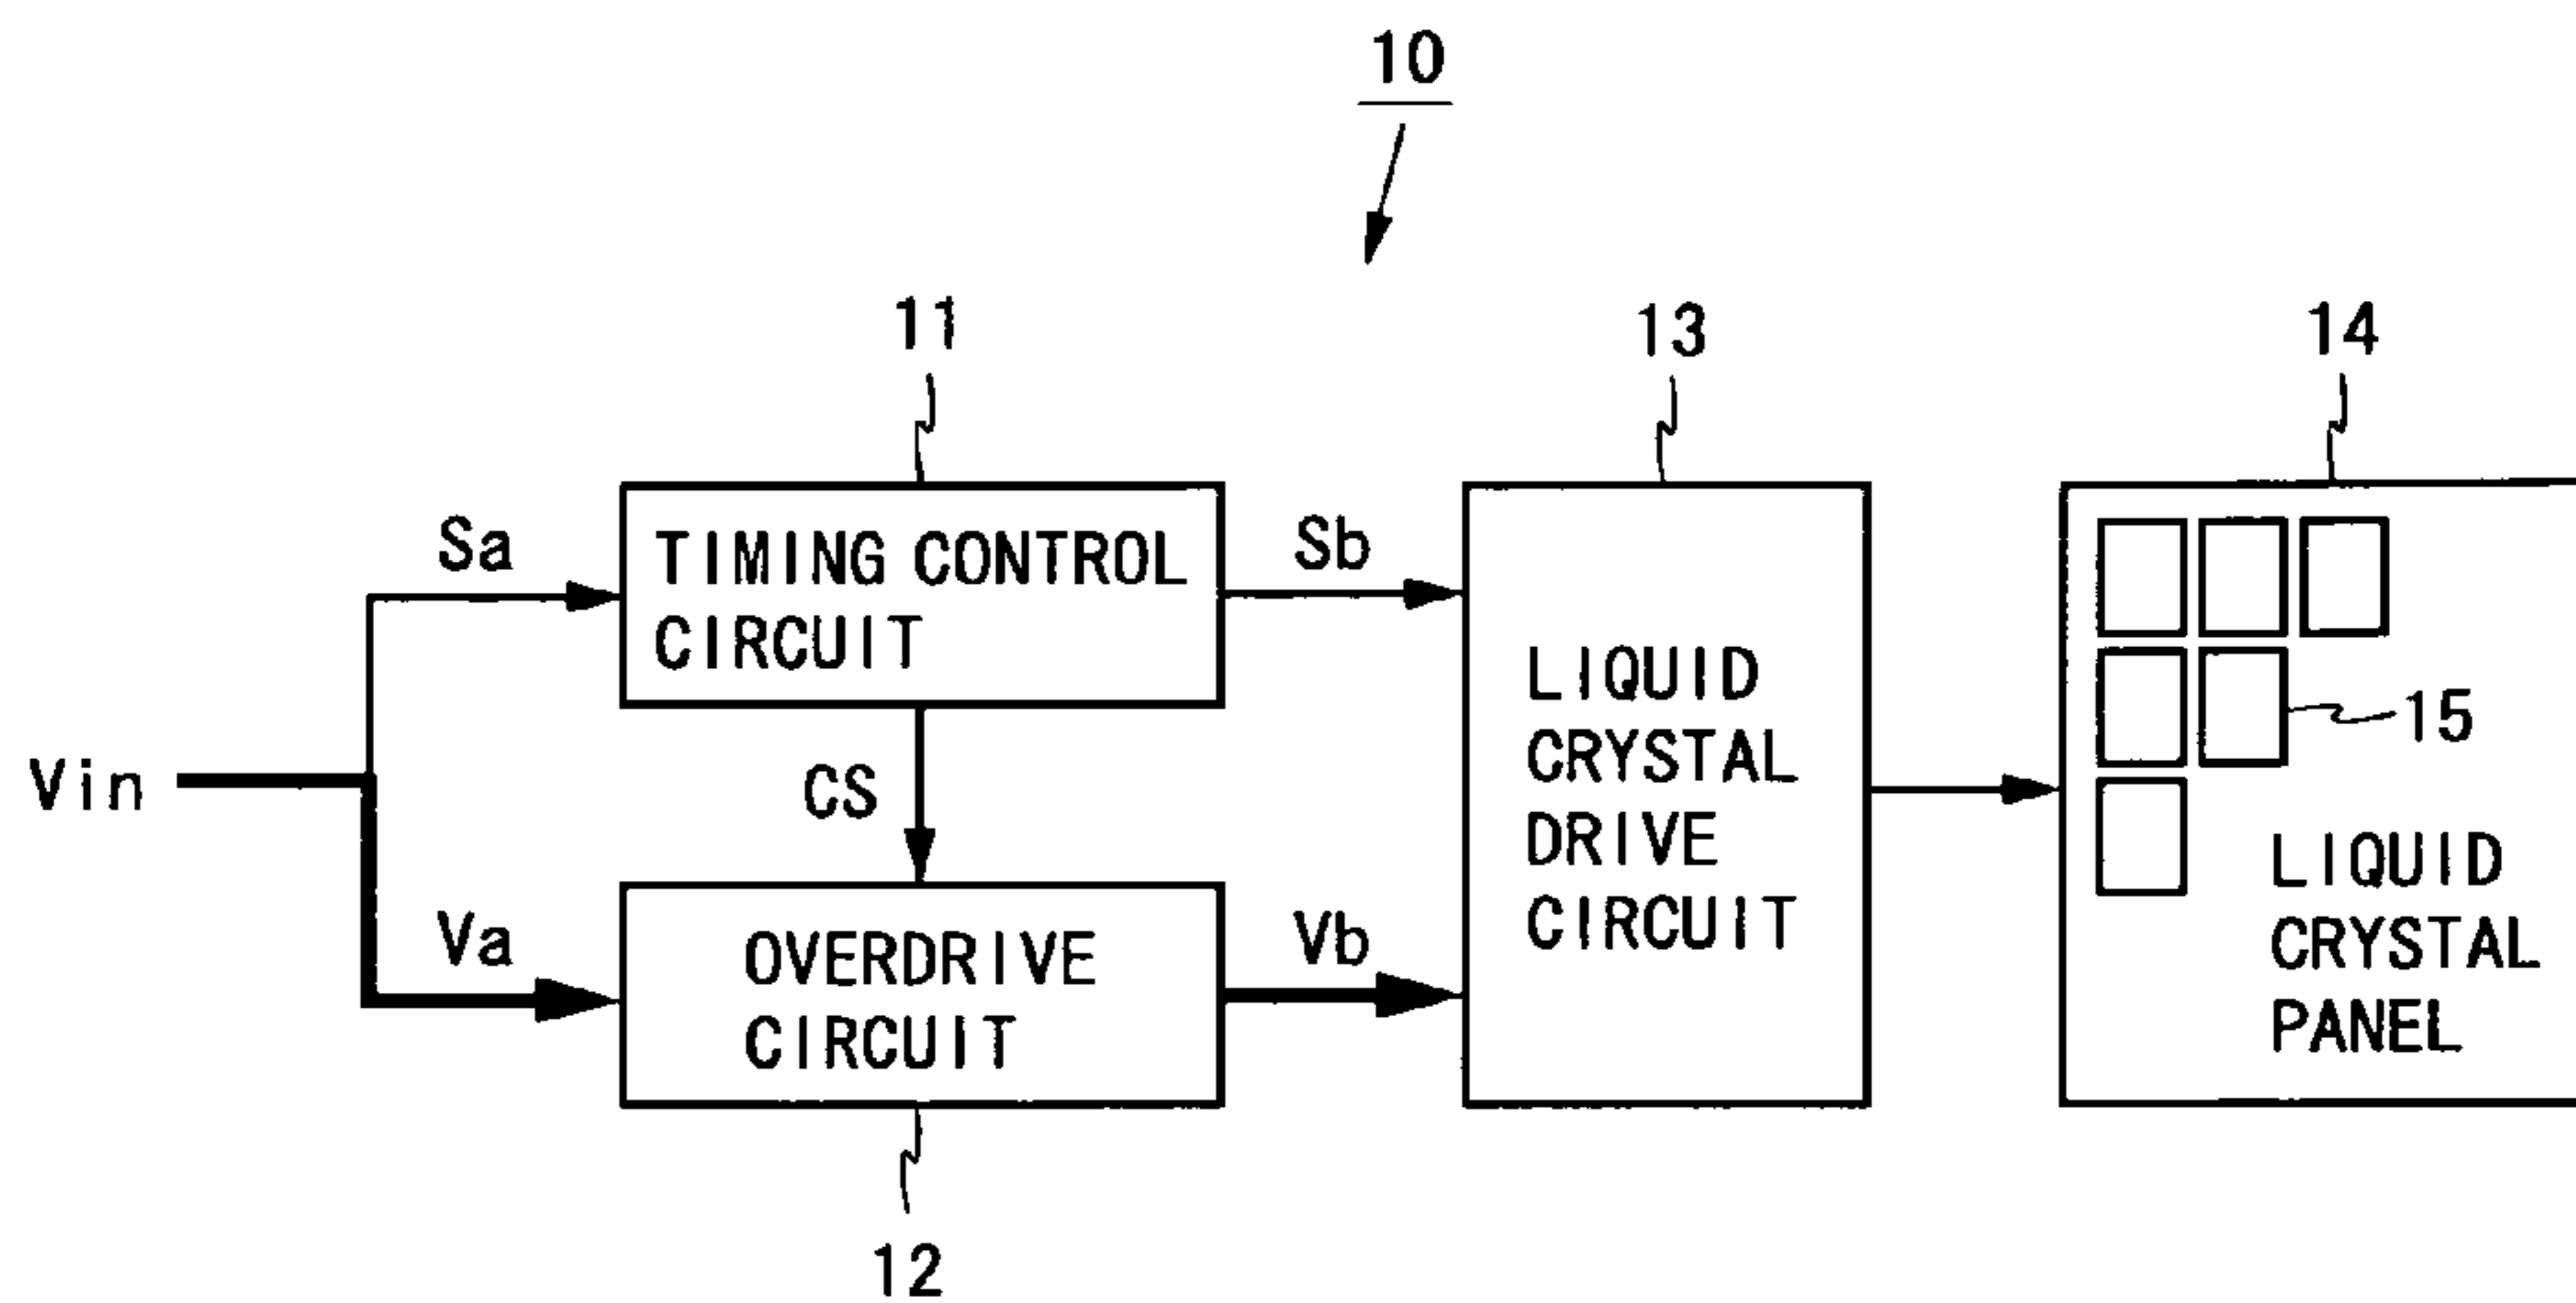 10
11
13
14
Sa
TIMING CONTROL
CIRCUIT
Sb
LIQUID
CRYSTAL
DRIVE
CIRCUIT
15
Vin
CS
Va
OVERDRIVE
CIRCUIT
Vb
LIQUID
CRYSTAL
PANEL
12